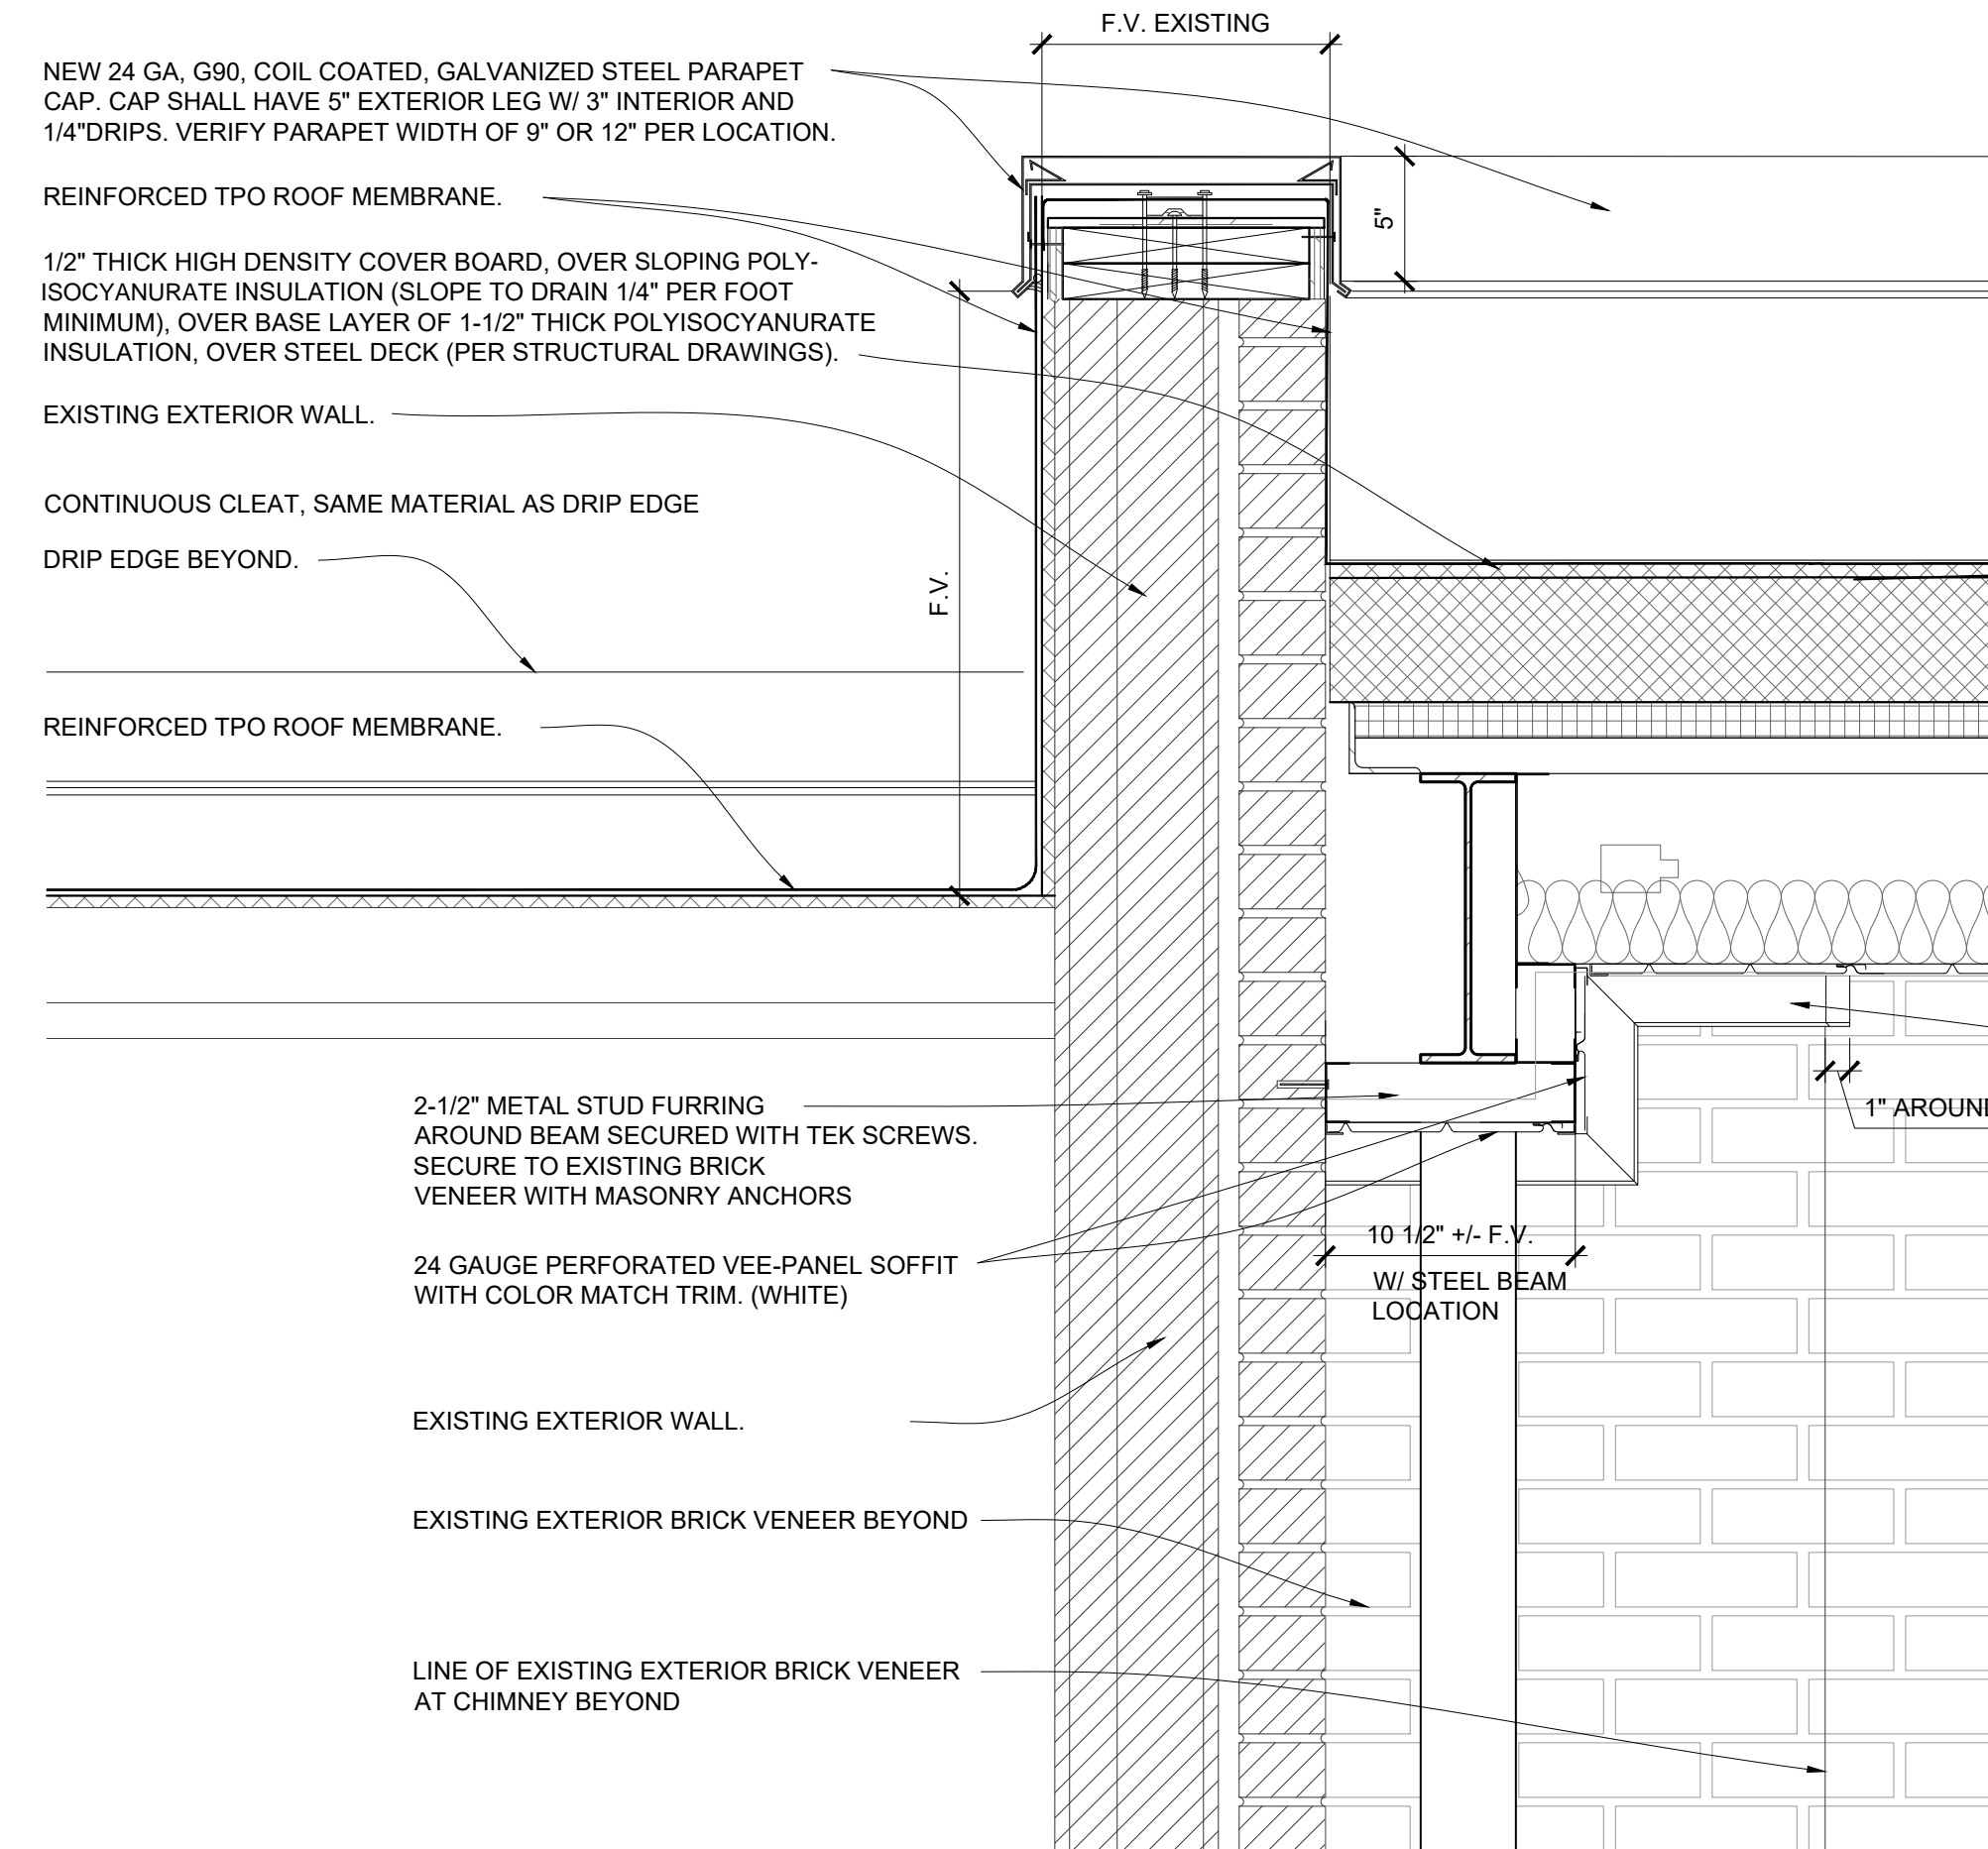 F.V. EXISTING
NEW 24 GA, G90, COIL COATED, GALVANIZED STEEL PARAPET
CAP. CAP SHALL HAVE 5" EXTERIOR LEG W/ 3" INTERIOR AND
1/4"DRIPS. VERIFY PARAPET WIDTH OF 9" OR 12" PER LOCATION.
REINFORCED TPO ROOF MEMBRANE.
5"
1/2" THICK HIGH DENSITY COVER BOARD, OVER SLOPING POLY-
ISOCYANURATE INSULATION (SLOPE TO DRAIN 1/4" PER FOOT
MINIMUM), OVER BASE LAYER OF 1-1/2" THICK POLYISOCYANURATE
INSULATION, OVER STEEL DECK (PER STRUCTURAL DRAWINGS).
EXISTING EXTERIOR WALL.
CONTINUOUS CLEAT, SAME MATERIAL AS DRIP EDGE
DRIP EDGE BEYOND.
F.V.
REINFORCED TPO ROOF MEMBRANE.
2-1/2" METAL STUD FURRING
AROUND BEAM SECURED WITH TEK SCREWS.
SECURE TO EXISTING BRICK
VENEER WITH MASONRY ANCHORS
1" AROUND
24 GAUGE PERFORATED VEE-PANEL SOFFIT
WITH COLOR MATCH TRIM. (WHITE)
10 1/2" +/- F.V.
W/ STEEL BEAM
LOCATION
EXISTING EXTERIOR WALL.
EXISTING EXTERIOR BRICK VENEER BEYOND
LINE OF EXISTING EXTERIOR BRICK VENEER
AT CHIMNEY BEYOND